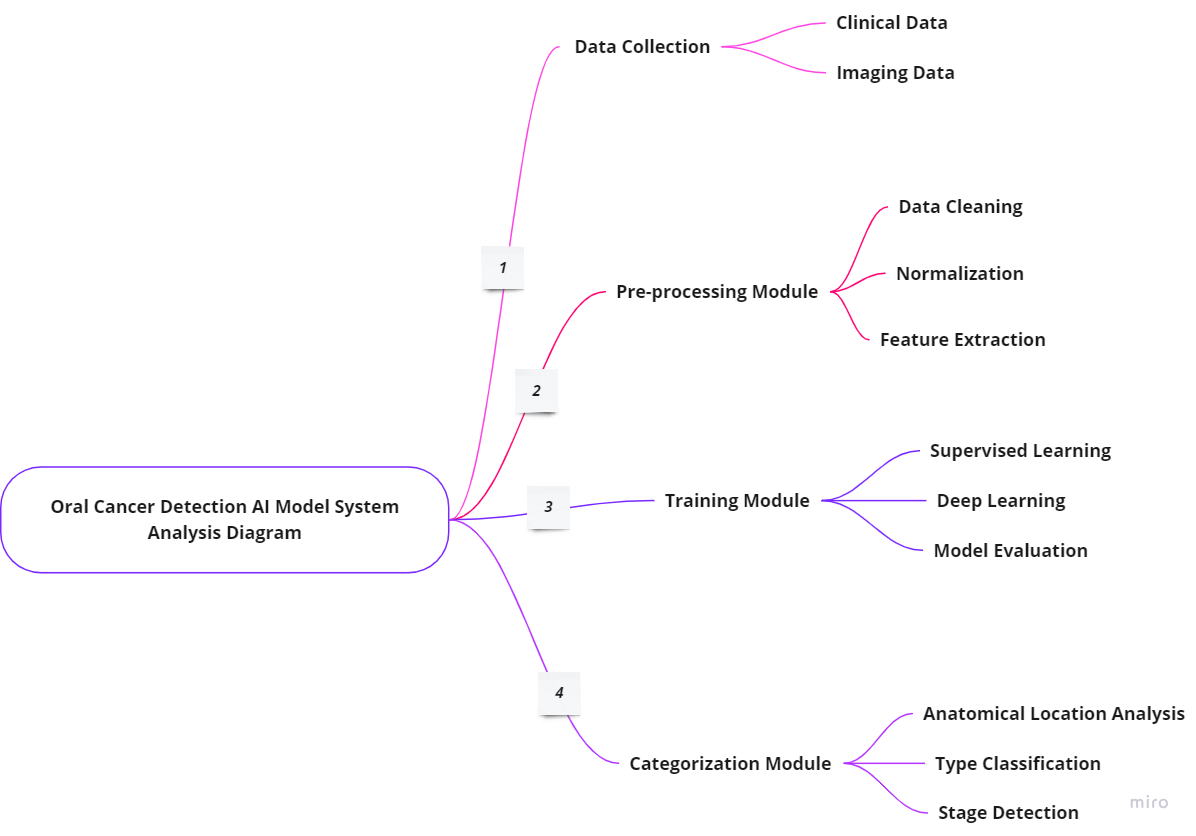 Oral Cancer Detection AI Model System
Analysis Diagram
1
Data Collection
Clinical Data
Imaging Data
2
Pre-processing Module
Data Cleaning
Normalization
Feature Extraction
3
Training Module
Supervised Learning
Deep Learning
Model Evaluation
4
Categorization Module
Anatomical Location Analysis
Type Classification
Stage Detection
miro